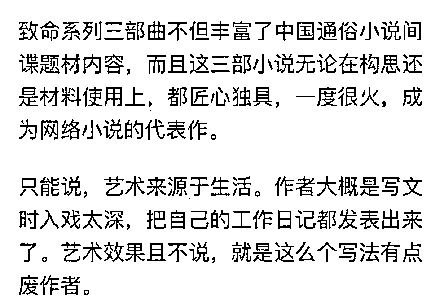 致命系列三部曲不但丰富了中国通俗小说间
谍题材内容，而且这三部小说无论在构思还
是材料使用上，都匠心独具，一度很火，成
为网络小说的代表作。
只能说，艺术来源于生活。作者大概是写文
时入戏太深，把自己的工作日记都发表出来
了。艺术效果且不说，就是这么个写法有点
废作者。